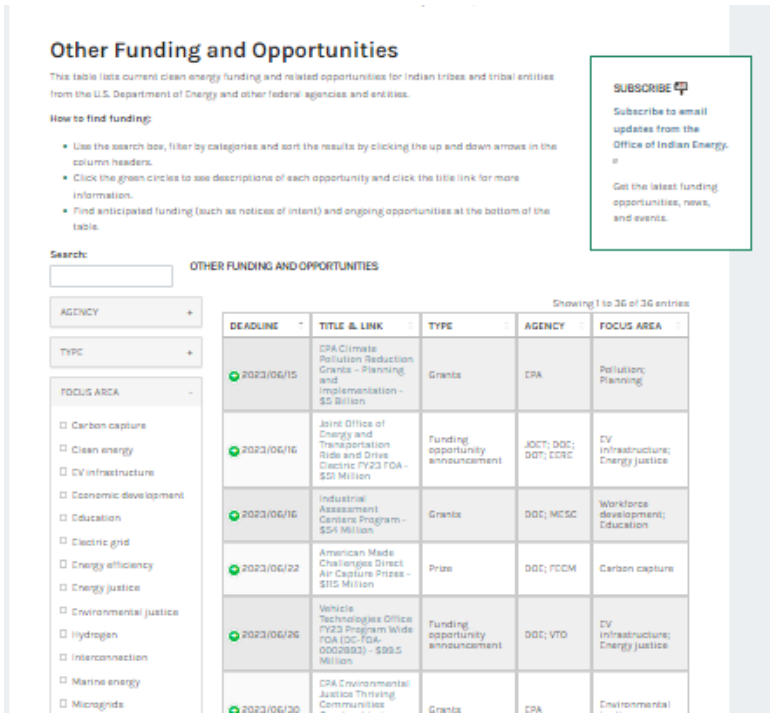 Other Funding and Opportunities
This table lists current clean energy funding and related opportunities for Indian tribes and tribal entities
from the U.S. Department of Energy and other federal agencies and entities.
How to find funding:
Use the search box, filter by categories and sort the results by clicking the up and down arrows in the
column headers.
Click the green circles to see descriptions of each opportunity and click the title link for more
information.
Find anticipated funding (such as notices of intent) and ongoing opportunities at the bottom of the
table.
SUBSCRIBE
Subscribe to email
updates from the
Office of Indian Energy.
Get the latest funding
opportunities, news,
and events.
Search:
OTHER FUNDING AND OPPORTUNITIES
Showing 1 to 36 of 36 entries
AGENCY +
TYPE +
FOCUS AREA -
Carbon capture
Clean energy
EV infrastructure
Economic development
Education
Electric grid
Energy efficiency
Energy justice
Environmental justice
Hydrogen
Interconnection
Marine energy
Microgrids
DEADLINE TITLE & LINK TYPE AGENCY FOCUS AREA
2023/06/15
EPA Climate
Pollution Reduction
Grants – Planning
and
Implementation -
$5 Billion
Grants
EPA
Pollution;
Planning
2023/06/16
Joint Office of
Energy and
Transportation
Ride and Drive
Electric FY23 FOA -
$51 Million
Funding
opportunity
announcement
JOET; DOE;
DOT; EERE
EV
infrastructure;
Energy justice
2023/06/16
Industrial
Assessment
Centers Program -
$54 Million
Grants
DOE; MESC
Workforce
development;
Education
2023/06/22
American Made
Challenges Direct
Air Capture Prizes -
$115 Million
Prize
DOE; FECM
Carbon capture
2023/06/26
Vehicle
Technologies Office
FY23 Program Wide
FOA (DE-FOA-
0002893) - $99.5
Million
Funding
opportunity
announcement
DOE; VTO
EV
infrastructure;
Energy justice
2023/06/30
EPA Environmental
Justice Thriving
Communities
Grants
EPA
Environmental